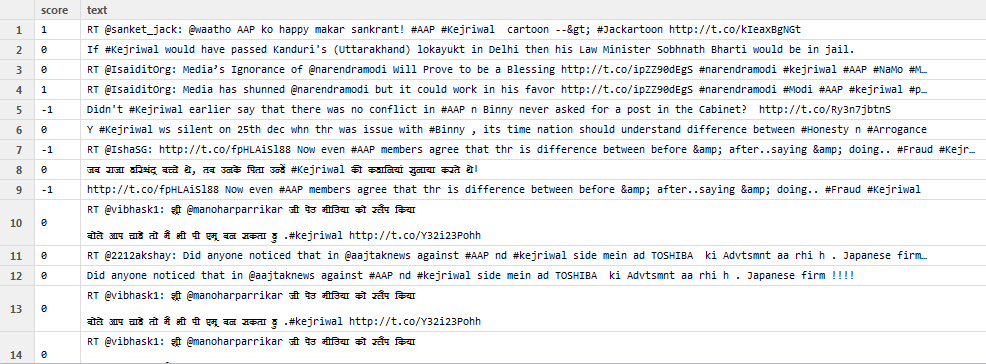 score text
1 1 RT @sanket_jack: @waatho AAP ko happy makar sankrant! #AAP #Kejriwal cartoon --&gt; #Jackartoon http://t.co/kIeaxBgNGt
2 0 If #Kejriwal would have passed Kanduri's (Uttarakhand) lokayukt in Delhi then his Law Minister Sobhnath Bharti would be in jail.
3 0 RT @IsaiditOrg: Media’s Ignorance of @narendramodi Will Prove to be a Blessing http://t.co/ipZZ90dEgS #narendramodi #kejriwal #AAP #NaMo #M…
4 1 RT @IsaiditOrg: Media has shunned @narendramodi but it could work in his favor http://t.co/ipZZ90dEgS #narendramodi #Modi #AAP #kejriwal #p…
5 -1 Didn't #Kejriwal earlier say that there was no conflict in #AAP n Binny never asked for a post in the Cabinet? http://t.co/Ry3n7jbtnS
6 0 Y #Kejriwal ws silent on 25th dec whn thr was issue with #Binny , its time nation should understand difference between #Honesty n #Arrogance
7 -1 RT @IshaSG: http://t.co/fpHLAiSl88 Now even #AAP members agree that thr is difference between before &amp; after..saying &amp; doing.. #Fraud #Kejr…
8 0 जब राजा हरिश्चंद्र बच्चे थे, तब उनके पिता उन्हें #Kejriwal की कहानियां सुनाया करते थे।
9 -1 http://t.co/fpHLAiSl88 Now even #AAP members agree that thr is difference between before &amp; after..saying &amp; doing.. #Fraud #Kejriwal
RT @vibhask1: श्री @manoharparrikar जी पेड मीडिया को स्तंप किया
10 0
बोले आप चाहे तो मैं भी पी एम् बन सकता हु .#kejriwal http://t.co/Y32i23Pohh
11 0 RT @2212akshay: Did anyone noticed that in @aajtaknews against #AAP nd #kejriwal side mein ad TOSHIBA ki Advtsmnt aa rhi h . Japanese firm…
12 0 Did anyone noticed that in @aajtaknews against #AAP nd #kejriwal side mein ad TOSHIBA ki Advtsmnt aa rhi h . Japanese firm !!!!
RT @vibhask1: श्री @manoharparrikar जी पेड मीडिया को स्तंप किया
13 0
बोले आप चाहे तो मैं भी पी एम् बन सकता हु .#kejriwal http://t.co/Y32i23Pohh
RT @vibhask1: श्री @manoharparrikar जी पेड मीडिया को स्तंप किया
14 0